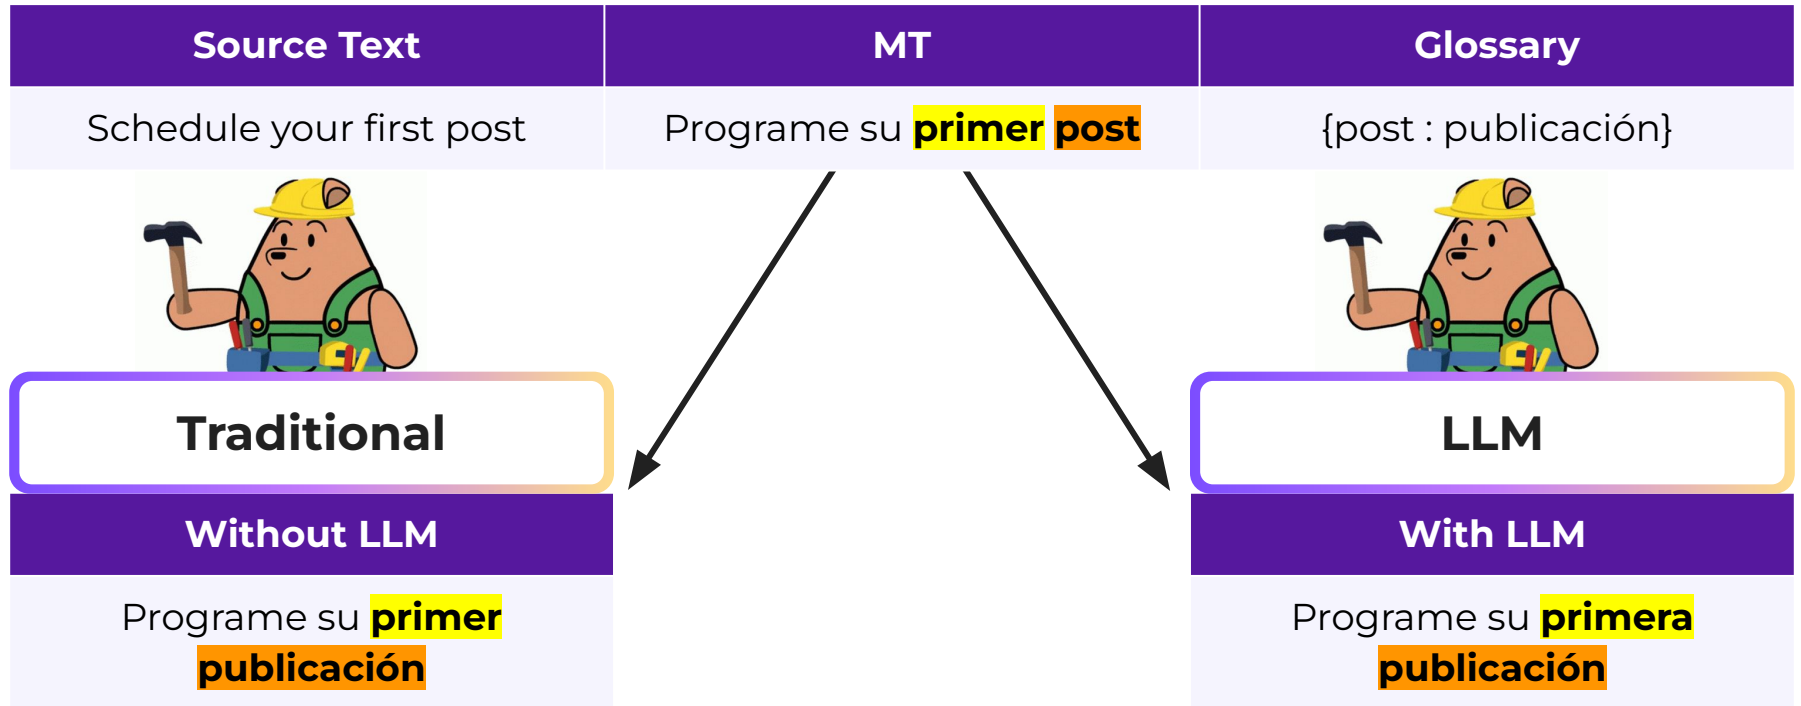 Source Text
MT
Glossary
Schedule your first post
Programe su primer post
{post : publicación}
Traditional
LLM
Without LLM
With LLM
Programe su primer
publicación
Programe su primera
publicación